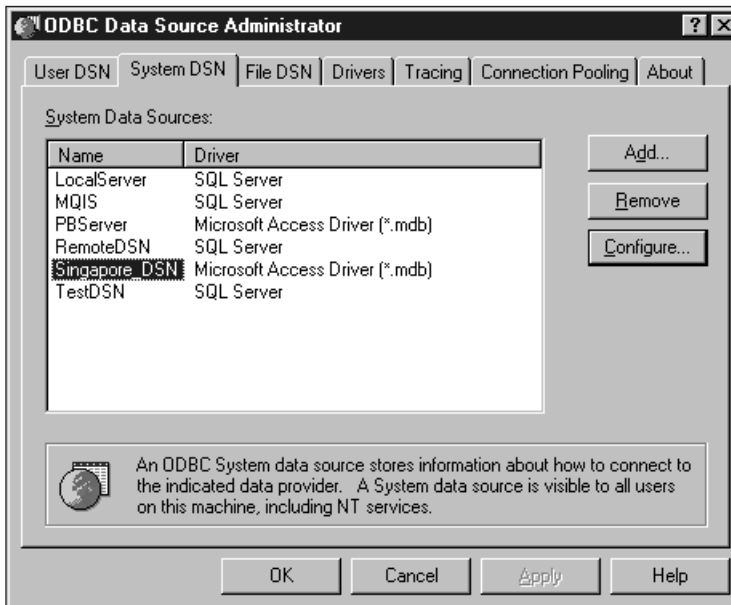 ODBC Data Source Administrator
? X
User DSN System DSN File DSN Drivers Tracing Connection Pooling About
System Data Sources:
Name Driver
LocalServer SQL Server
MQIS SQL Server
PBServer Microsoft Access Driver (*.mdb)
RemoteDSN SQL Server
Singapore_DSN Microsoft Access Driver (*.mdb)
TestDSN SQL Server
Add...
Remove
Configure...
An ODBC System data source stores information about how to connect to
the indicated data provider. A System data source is visible to all users
on this machine, including NT services.
OK Cancel Apply Help